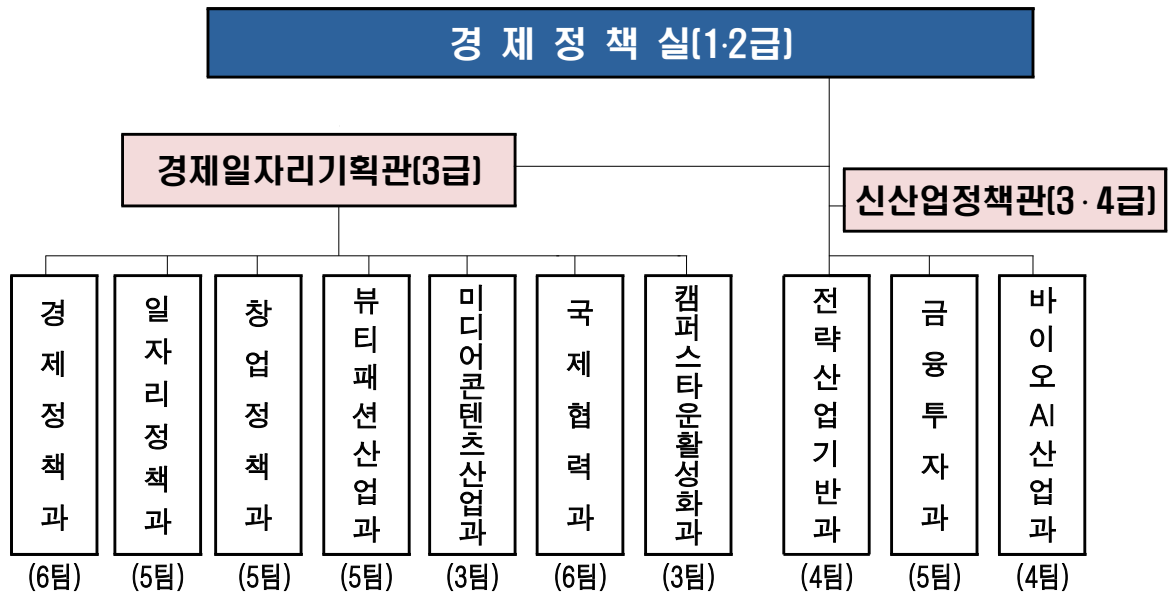 경 제 정 책 실(1·2급)
경제일자리기획관(3급)
신산업정책관(3·4급)
경제정책과
일자리정책과
창업정책과
뷰티패션산업과
미디어콘텐츠산업과
국제협력과
캠퍼스타운활성화과
전략산업기반과
금융투자과
바이오AI산업과
(6팀)
(5팀)
(5팀)
(5팀)
(3팀)
(6팀)
(3팀)
(4팀)
(5팀)
(4팀)